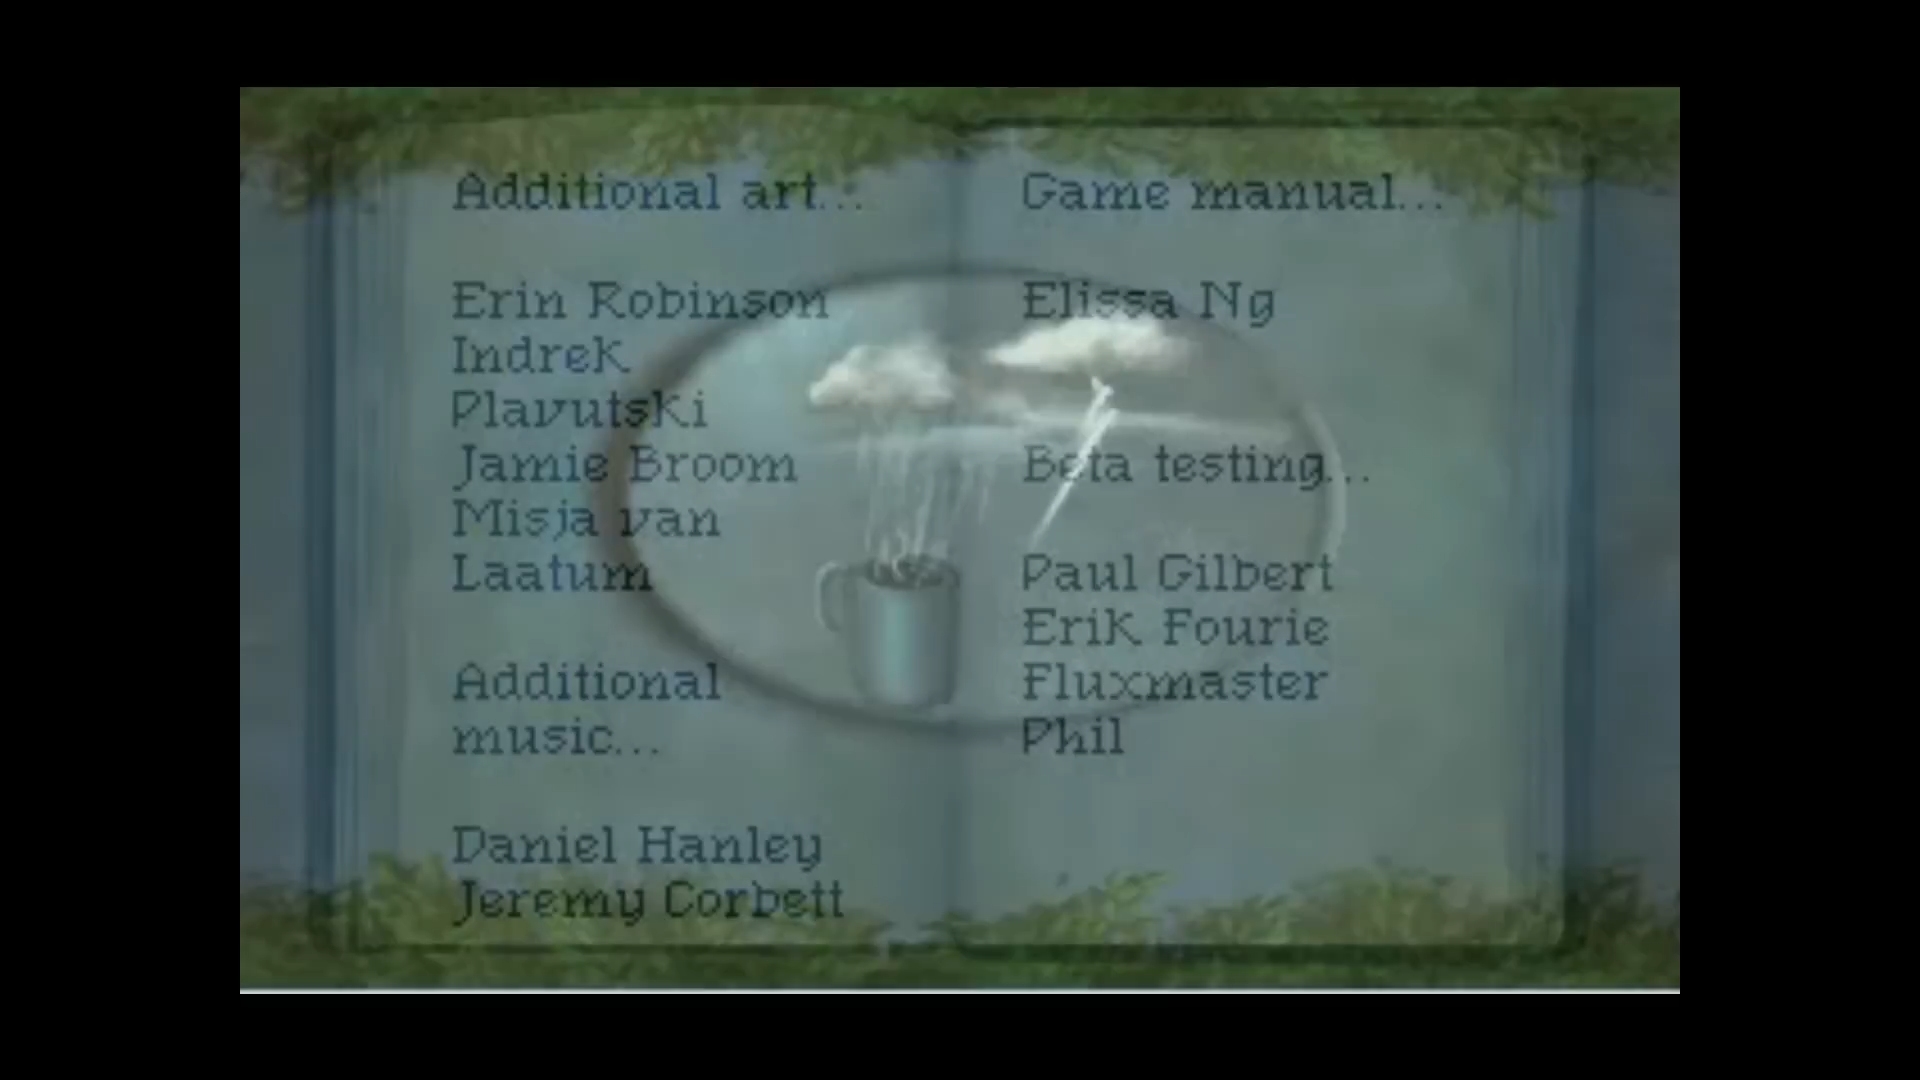 Additional art...
Erin Robinson
Indrek
Plavutski
Jamie Broom
Misja van
Laatum
Additional
music...
Daniel Hanley
Jeremy Corbett
Game manual...
Elissa Ng
Beta testing...
Paul Gilbert
Erik Fourie
Fluxmaster
Phil